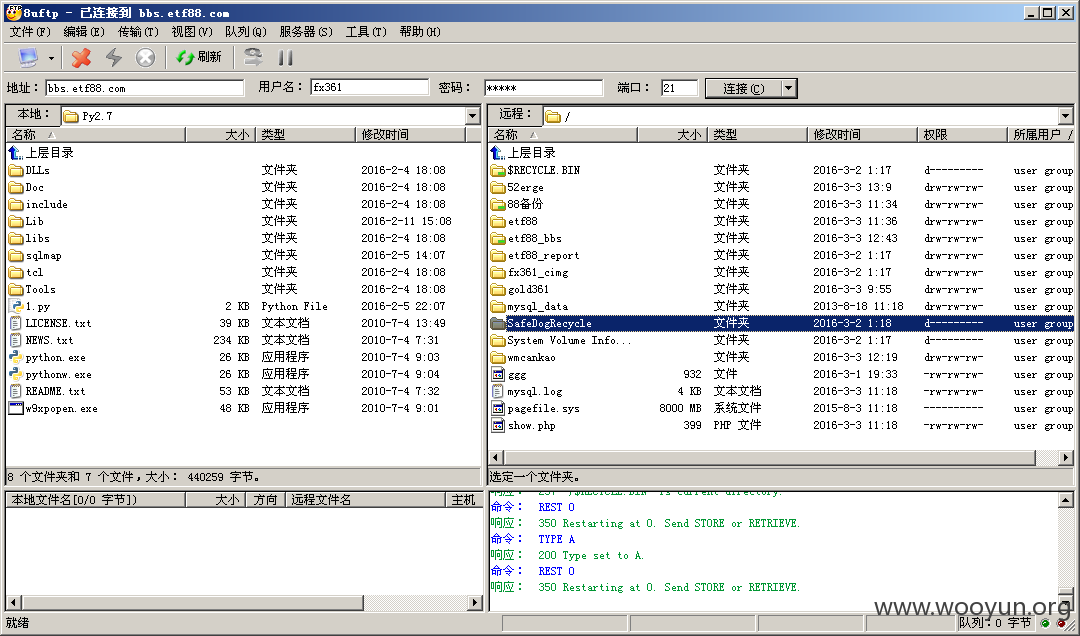 8uftp - 已连接到 bbs.etf88.com
文件(F) 编辑(E) 传输(T) 视图(V) 队列(Q) 服务器(S) 工具(T) 帮助(H)
刷新
地址: bbs.etf88.com 用户名: fx361 密码: ***** 端口: 21 连接(C)
本地: Py2.7
名称 大小 类型 修改时间
上层目录
DLLs 文件夹 2016-2-4 18:08
Doc 文件夹 2016-2-4 18:08
include 文件夹 2016-2-4 18:08
Lib 文件夹 2016-2-11 15:08
libs 文件夹 2016-2-4 18:08
sqlmap 文件夹 2016-2-5 14:07
tcl 文件夹 2016-2-4 18:08
Tools 文件夹 2016-2-4 18:08
1.py 2 KB Python File 2016-2-5 22:07
LICENSE.txt 39 KB 文本文档 2010-7-4 13:49
NEWS.txt 234 KB 文本文档 2010-7-4 7:31
python.exe 26 KB 应用程序 2010-7-4 9:03
pythonw.exe 26 KB 应用程序 2010-7-4 9:04
README.txt 53 KB 文本文档 2010-7-4 7:32
w9xpopen.exe 48 KB 应用程序 2010-7-4 9:01
8 个文件夹和 7 个文件,大小: 440259 字节。
远程: /
名称 大小 类型 修改时间 权限 所属用户 /
上层目录
$RECYCLE.BIN 文件夹 2016-3-2 1:17 d--------- user group
52erge 文件夹 2016-3-3 13:9 drw-rw-rw- user group
88备份 文件夹 2016-3-3 11:34 drw-rw-rw- user group
etf88 文件夹 2016-3-3 11:36 drw-rw-rw- user group
etf88_bbs 文件夹 2016-3-3 12:43 drw-rw-rw- user group
etf88_report 文件夹 2016-3-2 1:17 drw-rw-rw- user group
fx361_cimg 文件夹 2016-3-2 1:17 drw-rw-rw- user group
gold361 文件夹 2016-3-3 9:55 drw-rw-rw- user group
mysql_data 文件夹 2013-8-18 11:18 drw-rw-rw- user group
SafeDogRecycle 文件夹 2016-3-2 1:18 d--------- user group
System Volume Info... 文件夹 2016-3-2 1:17 d--------- user group
wmcankao 文件夹 2016-3-3 12:19 drw-rw-rw- user group
ggg 932 文件 2016-3-1 19:33 -rw-rw-rw- user group
mysql.log 4 KB 文本文档 2016-3-3 11:18 -rw-rw-rw- user group
pagefile.sys 8000 MB 系统文件 2015-8-3 11:18 ---------- user group
show.php 399 PHP 文件 2016-3-3 11:18 -rw-rw-rw- user group
选定一个文件夹。
本地文件名[0/0 字节]) 大小 方向 远程文件名 主机
响应: 257 "/$RECYCLE.BIN" is current directory.
命令: REST 0
响应: 350 Restarting at 0. Send STORE or RETRIEVE.
命令: TYPE A
响应: 200 Type set to A.
命令: REST 0
响应: 350 Restarting at 0. Send STORE or RETRIEVE.
www.wooyun.org
就绪 队列: 0 字节